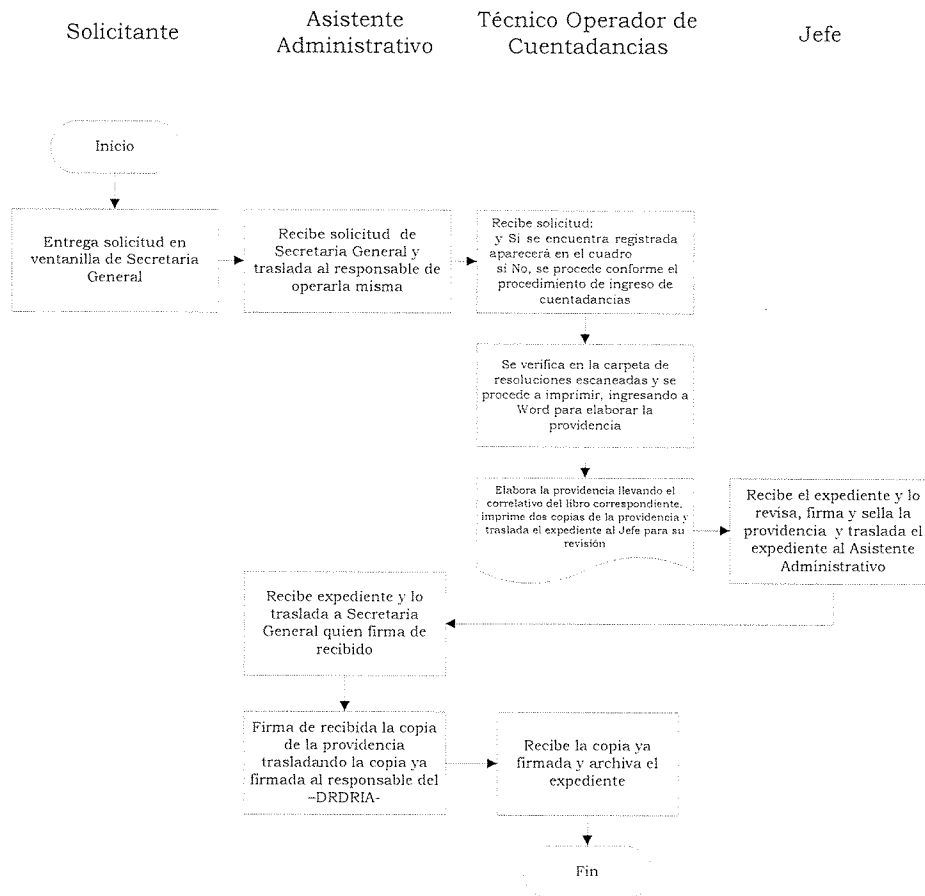 Solicitante
Asistente
Administrativo
Técnico Operador de
Cuentadancias
Jefe
Inicio
Entrega solicitud en
ventanilla de Secretaria
General
Recibe solicitud de
Secretaria General y
traslada al responsable de
operarla misma
Recibe solicitud:
y Si se encuentra registrada
aparecerá en el cuadro
si No, se procede conforme el
procedimiento de ingreso de
cuentadancias
Se verifica en la carpeta de
resoluciones escaneadas y se
procede a imprimir, ingresando a
Word para elaborar la
providencia
Elabora la providencia llevando el
correlativo del libro correspondiente,
imprime dos copias de la providencia y
traslada el expediente al Jefe para su
revisión
Recibe el expediente y lo
revisa, firma y sella la
providencia y traslada el
expediente al Asistente
Administrativo
Recibe expediente y lo
traslada a Secretaria
General quien firma de
recibido
Firma de recibida la copia
de la providencia
trasladando la copia ya
firmada al responsable del
–DRDRIA-
Recibe la copia ya
firmada y archiva el
expediente
Fin